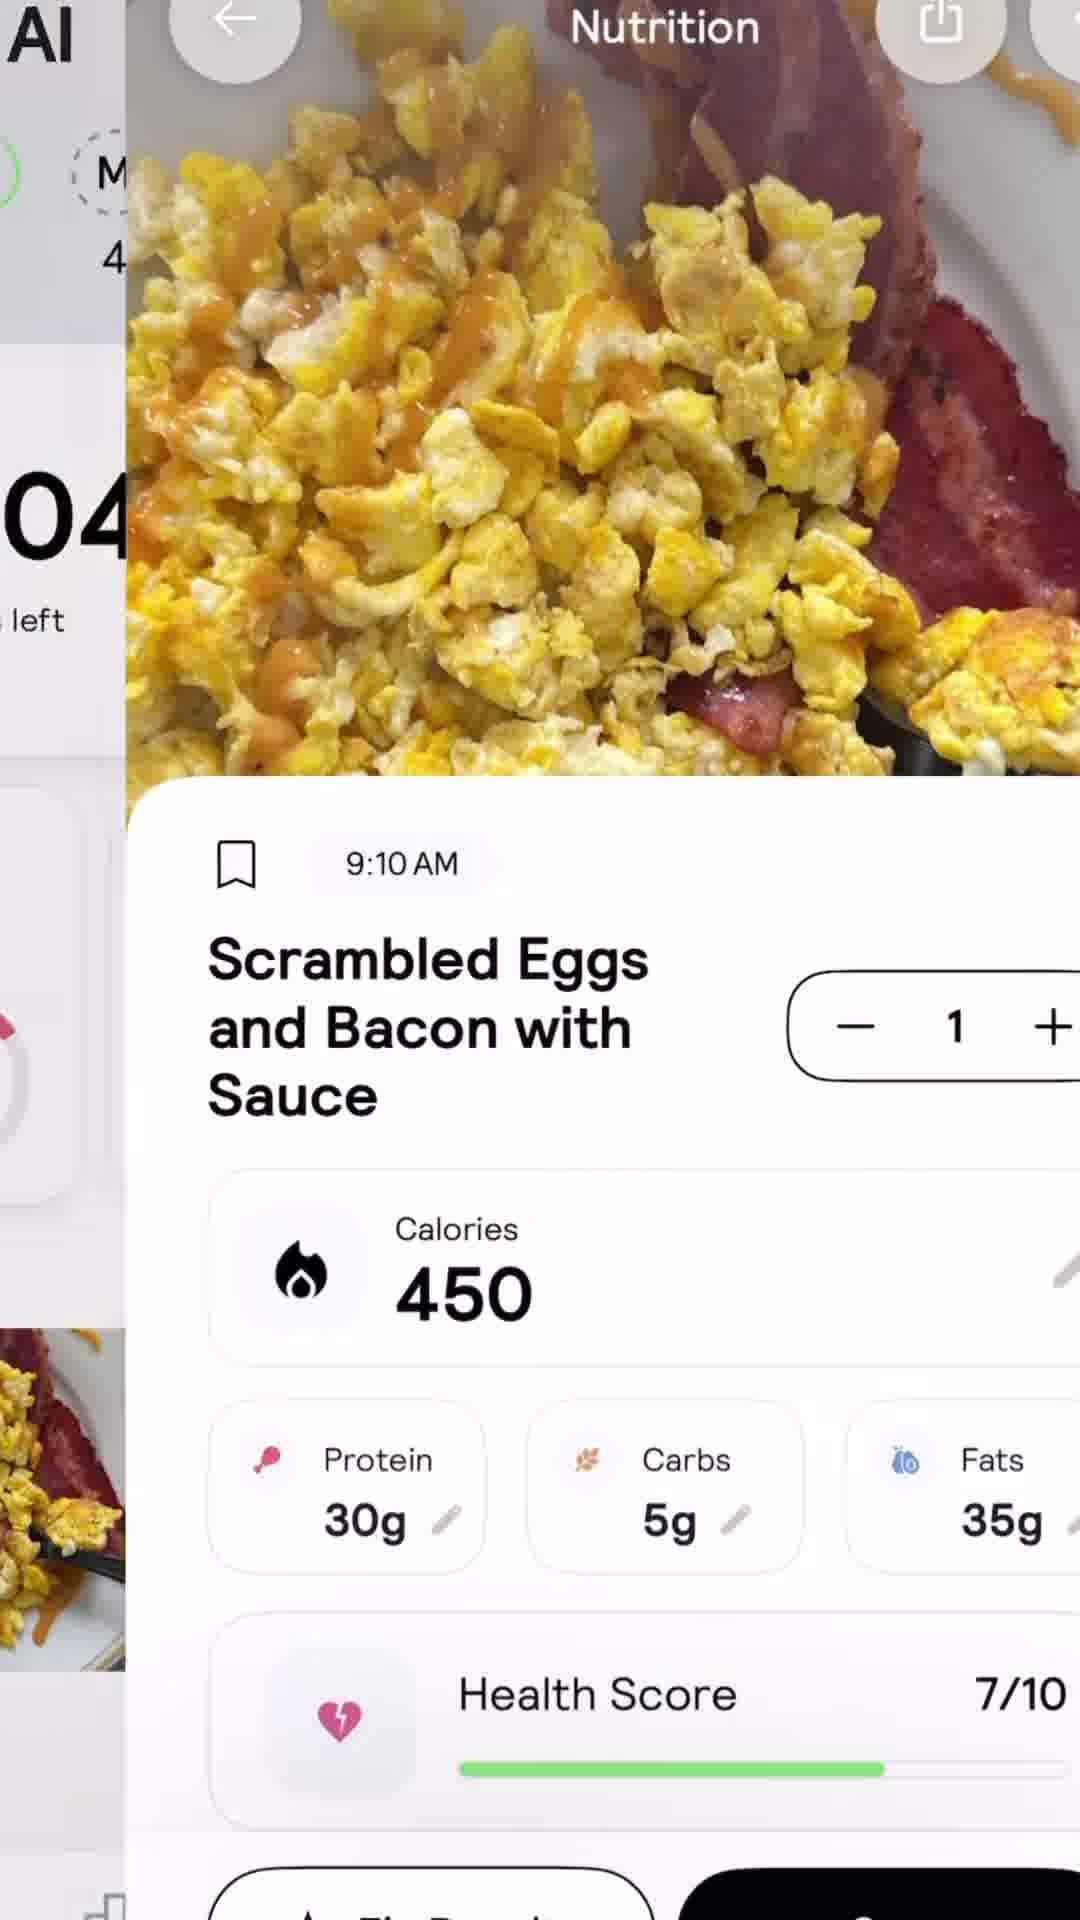 AI
Nutrition
M
4
04
left
9:10 AM
Scrambled Eggs
and Bacon with
Sauce
1
Calories
450
Protein
30g
Carbs
5g
Fats
35g
Health Score
7/10